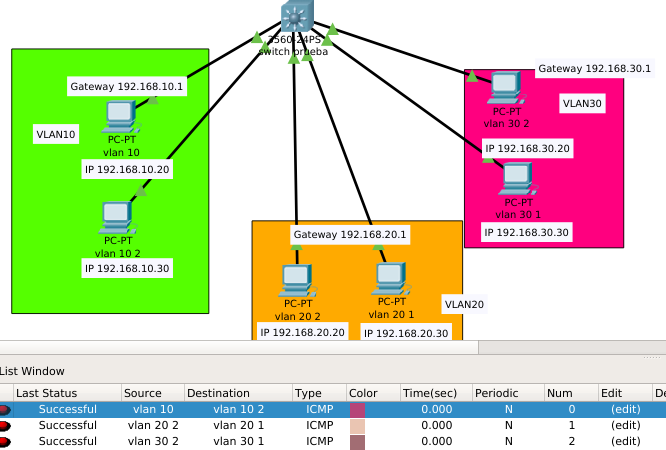 3560-24PS
switch prueba
Gateway 192.168.10.1
VLAN10
PC-PT
vlan 10
IP 192.168.10.20
PC-PT
vlan 10 2
IP 192.168.10.30
Gateway 192.168.20.1
PC-PT
vlan 20 2
IP 192.168.20.20
PC-PT
vlan 20 1
IP 192.168.20.30
VLAN20
Gateway 192.168.30.1
VLAN30
PC-PT
vlan 30 2
IP 192.168.30.20
PC-PT
vlan 30 1
IP 192.168.30.30
List Window
Last Status Source Destination Type Color Time(sec) Periodic Num Edit
Successful vlan 10 vlan 10 2 ICMP 0.000 N 0 (edit)
Successful vlan 20 2 vlan 20 1 ICMP 0.000 N 1 (edit)
Successful vlan 30 2 vlan 30 1 ICMP 0.000 N 2 (edit)